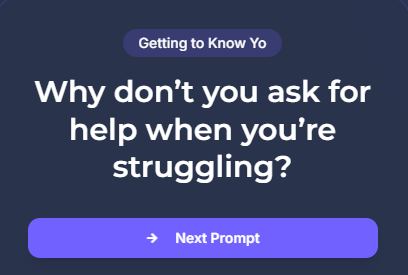 Getting to Know Yo
Why don’t you ask for
help when you’re
struggling?
→ Next Prompt